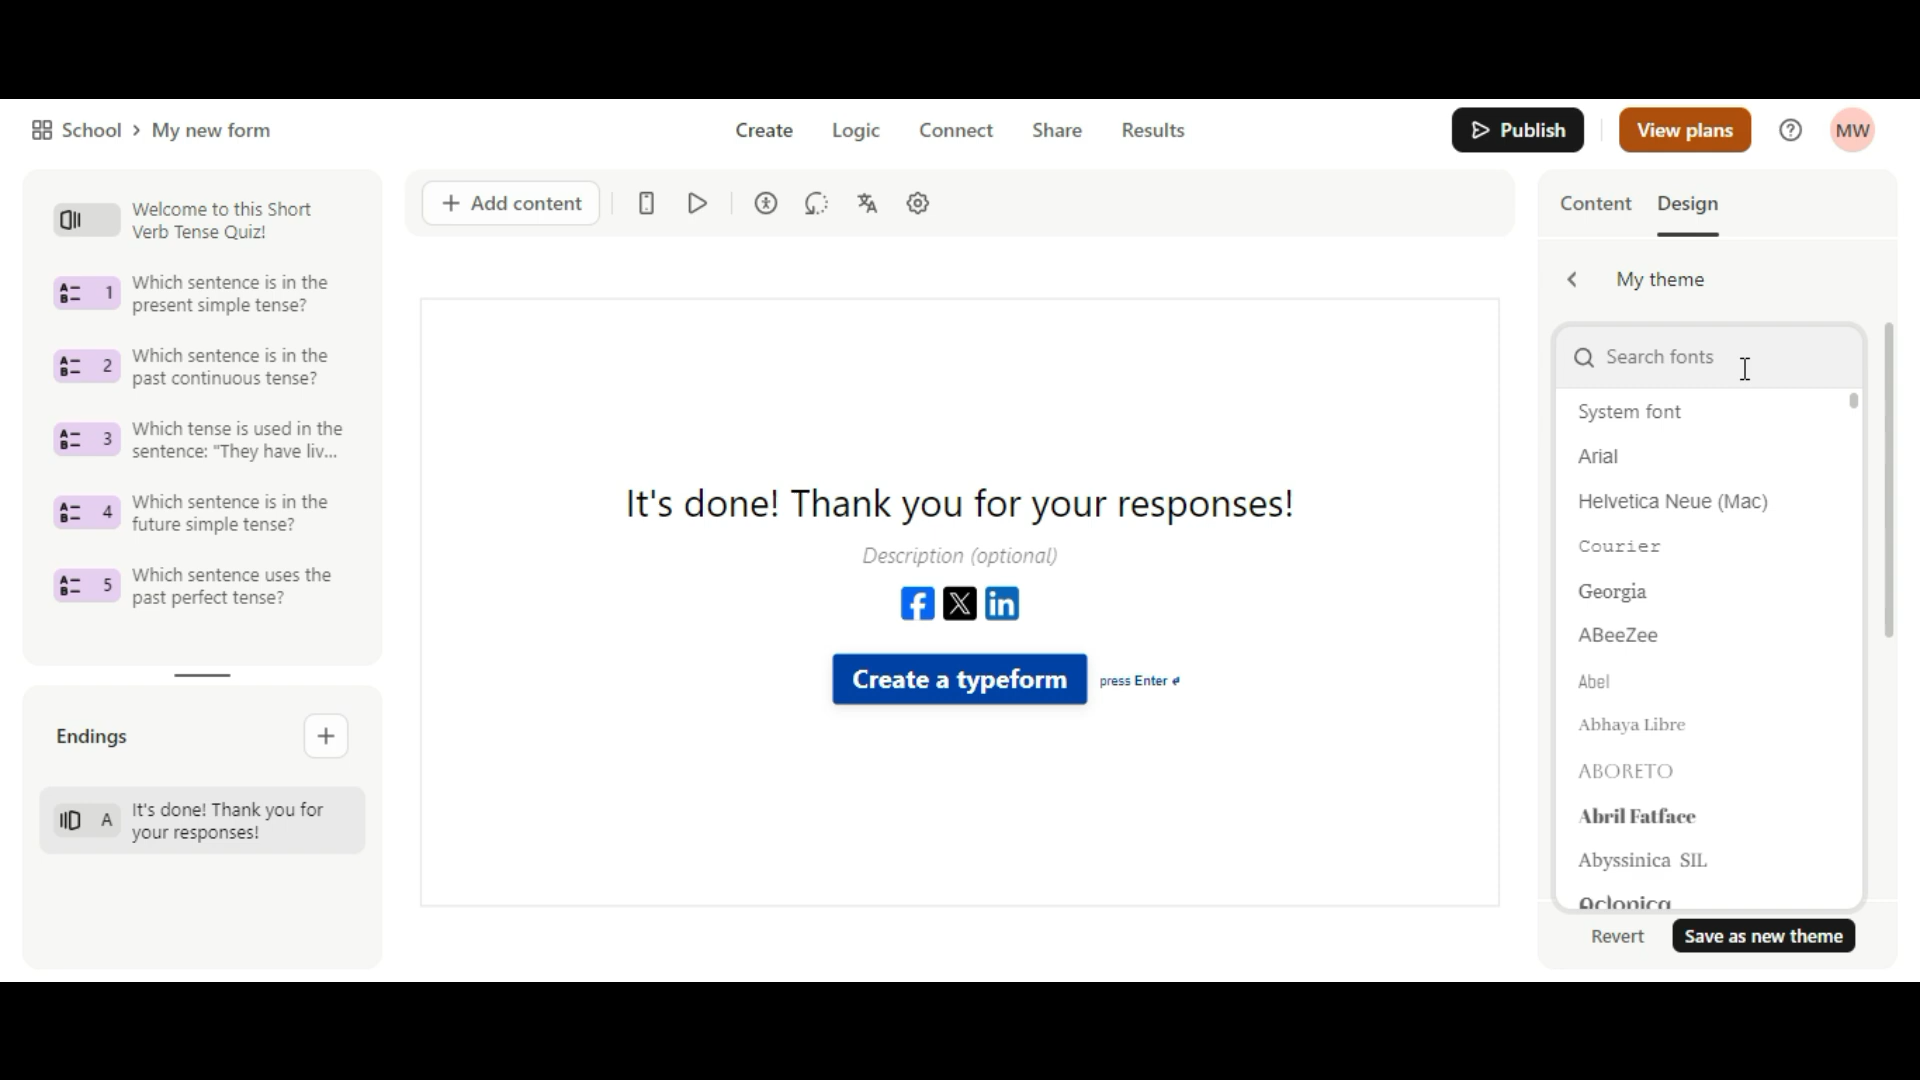 School > My new form
Create
Logic
Connect
Share
Results
Publish
View plans
MW
Welcome to this Short
Verb Tense Quiz!
1
Which sentence is in the
present simple tense?
2
Which sentence is in the
past continuous tense?
3
Which tense is used in the
sentence: "They have liv...
4
Which sentence is in the
future simple tense?
5
Which sentence uses the
past perfect tense?
Endings
A
It's done! Thank you for
your responses!
+ Add content
It's done! Thank you for your responses!
Description (optional)
Create a typeform
press Enter ↵
Content
Design
My theme
Search fonts
System font
Arial
Helvetica Neue (Mac)
Courier
Georgia
ABeeZee
Abel
Abhaya Libre
ABORETO
Abril Fatface
Abyssinica SIL
Aclonica
Revert
Save as new theme